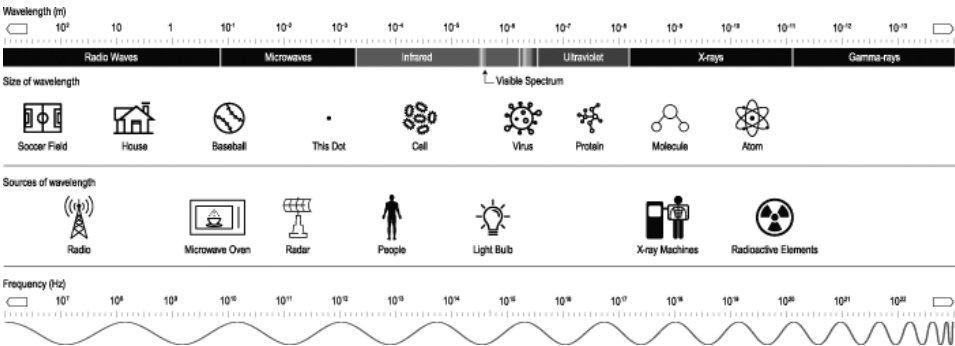 Wavelength (m)
10² 10 1 10⁻¹ 10⁻² 10⁻³ 10⁻⁴ 10⁻⁵ 10⁻⁶ 10⁻⁷ 10⁻⁸ 10⁻⁹ 10⁻¹⁰ 10⁻¹¹ 10⁻¹² 10⁻¹³
Radio Waves Microwaves Infrared Ultraviolet X-rays Gamma-rays
Size of wavelength Visible Spectrum
Soccer Field House Baseball This Dot Cell Virus Protein Molecule Atom
Sources of wavelength
Radio Microwave Oven Radar People Light Bulb X-ray Machines Radioactive Elements
Frequency (Hz)
10⁷ 10⁸ 10⁹ 10¹⁰ 10¹¹ 10¹² 10¹³ 10¹⁴ 10¹⁵ 10¹⁶ 10¹⁷ 10¹⁸ 10¹⁹ 10²⁰ 10²¹ 10²²